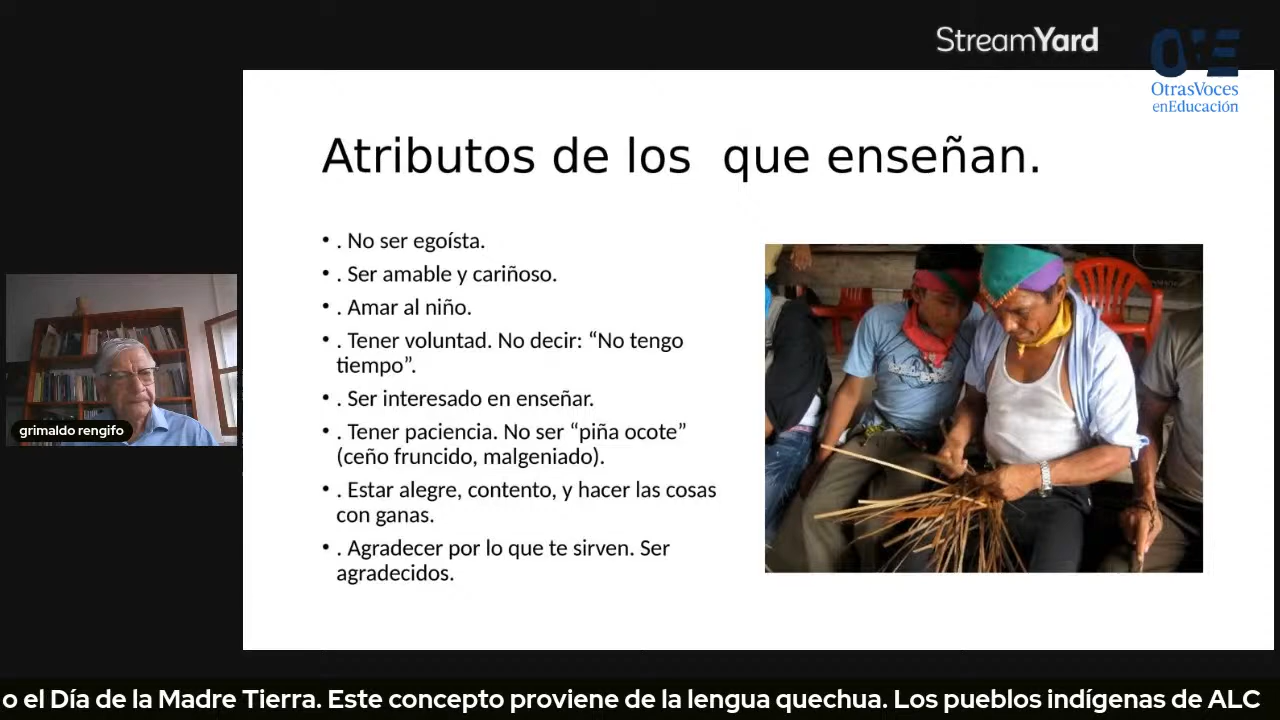 StreamYard
OVE
OtrasVoces
enEducación
Atributos de los  que enseñan.
• . No ser egoísta.
• . Ser amable y cariñoso.
• . Amar al niño.
• . Tener voluntad. No decir: “No tengo
tiempo”.
• . Ser interesado en enseñar.
• . Tener paciencia. No ser “piña ocote”
(ceño fruncido, malgeniado).
• . Estar alegre, contento, y hacer las cosas
con ganas.
• . Agradecer por lo que te sirven. Ser
agradecidos.
grimaldo rengifo
o el Día de la Madre Tierra. Este concepto proviene de la lengua quechua. Los pueblos indígenas de ALC